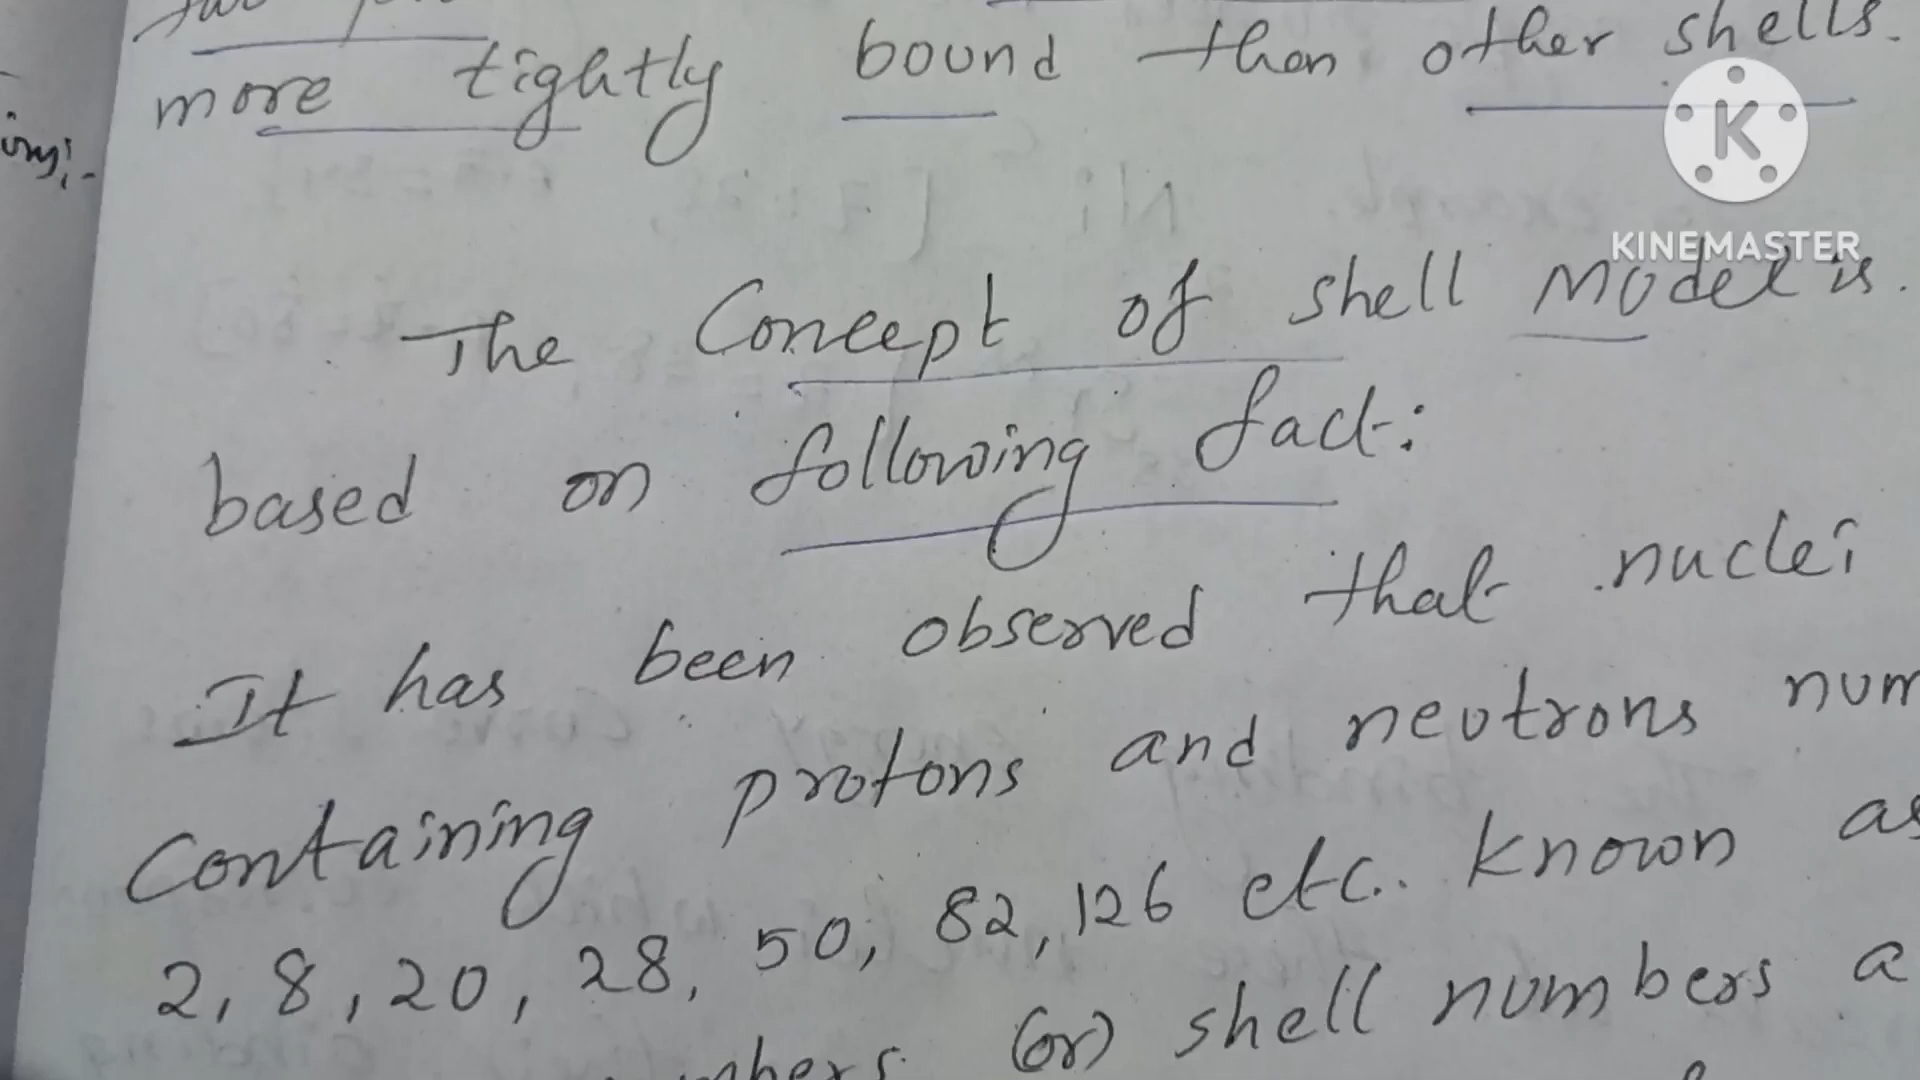 more tightly bound than other shells.
KINEMASTER
The Concept of shell Model is.
based on following fact:
It has been observed that nuclei
Containing protons and neutrons num
2, 8, 20, 28, 50, 82, 126 etc.. Known as
(or) shell numbers a